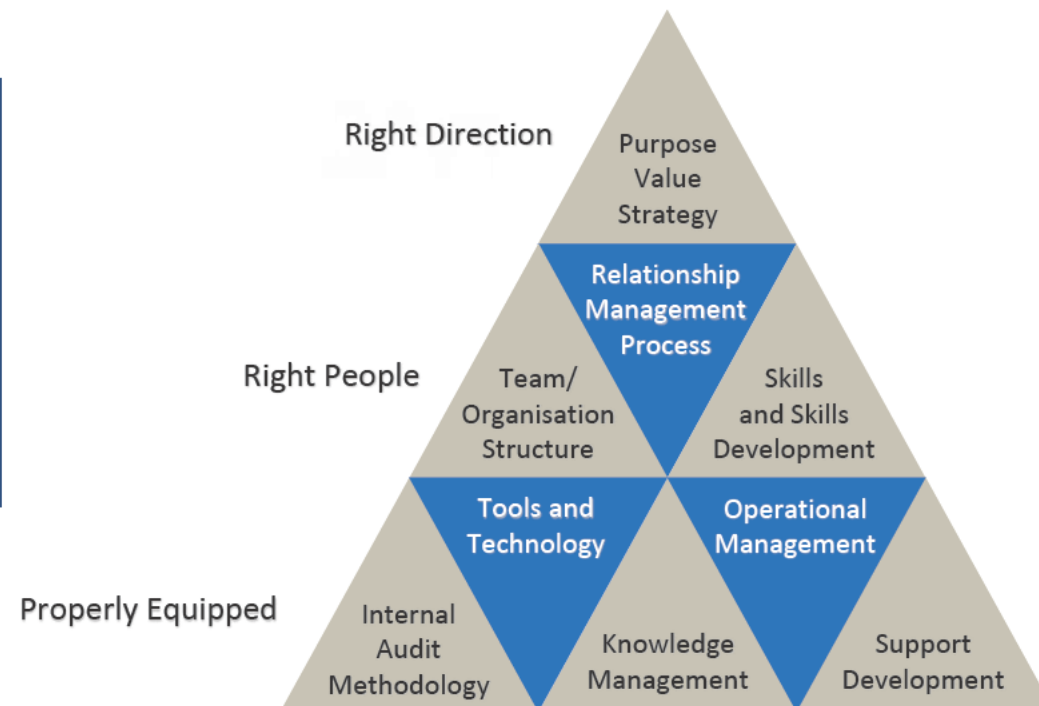 Right Direction
Purpose
Value
Strategy
Relationship
Management
Process
Right People
Team/
Organisation
Structure
Skills
and Skills
Development
Tools and
Technology
Operational
Management
Properly Equipped
Internal
Audit
Methodology
Knowledge
Management
Support
Development